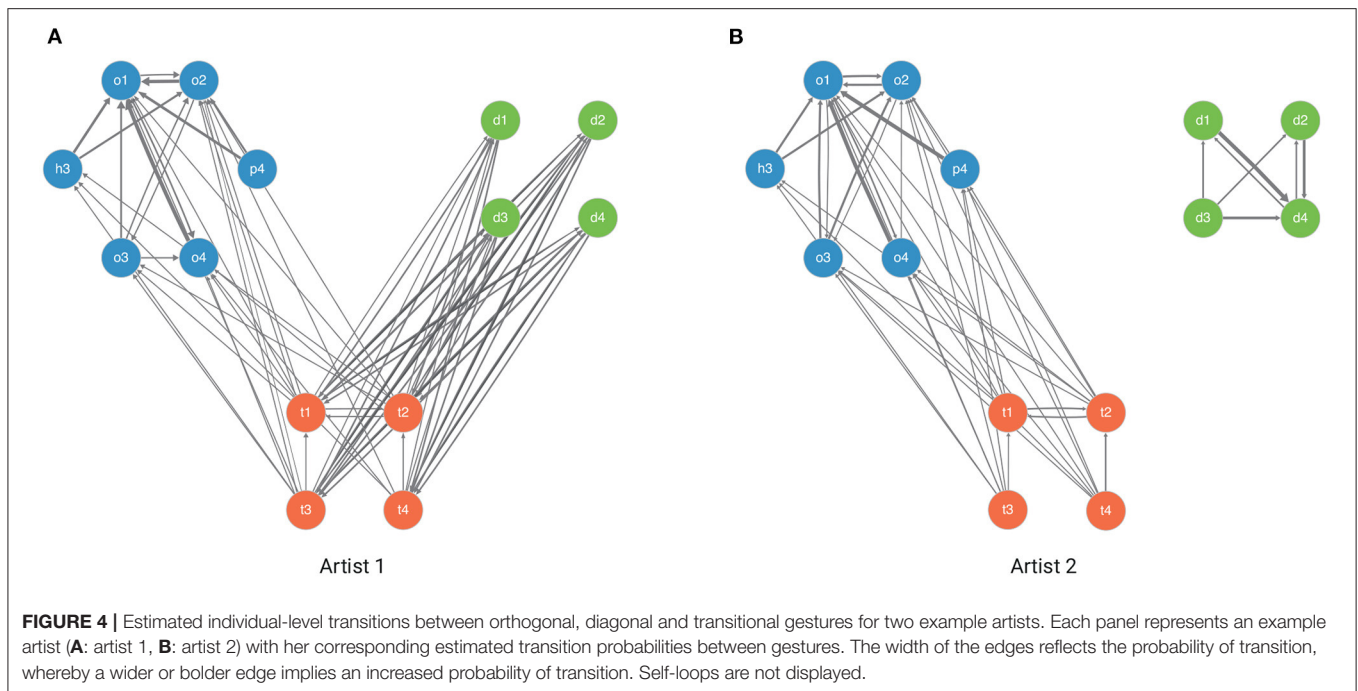 A
B
o1
o2
d1
d2
h3
p4
d3
d4
o3
o4
t1
t2
t3
t4
Artist 1
o1
o2
d1
d2
h3
p4
d3
d4
o3
o4
t1
t2
t3
t4
Artist 2
FIGURE 4 | Estimated individual-level transitions between orthogonal, diagonal and transitional gestures for two example artists. Each panel represents an example
artist (A: artist 1, B: artist 2) with her corresponding estimated transition probabilities between gestures. The width of the edges reflects the probability of transition,
whereby a wider or bolder edge implies an increased probability of transition. Self-loops are not displayed.